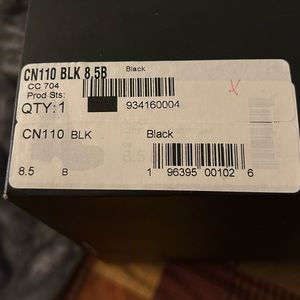 CN110 BLK 8.5B Black
CC 704
Prod Sts:
QTY: 1 934160004
CN110 BLK Black
8.5 B 1 96395 00102 6